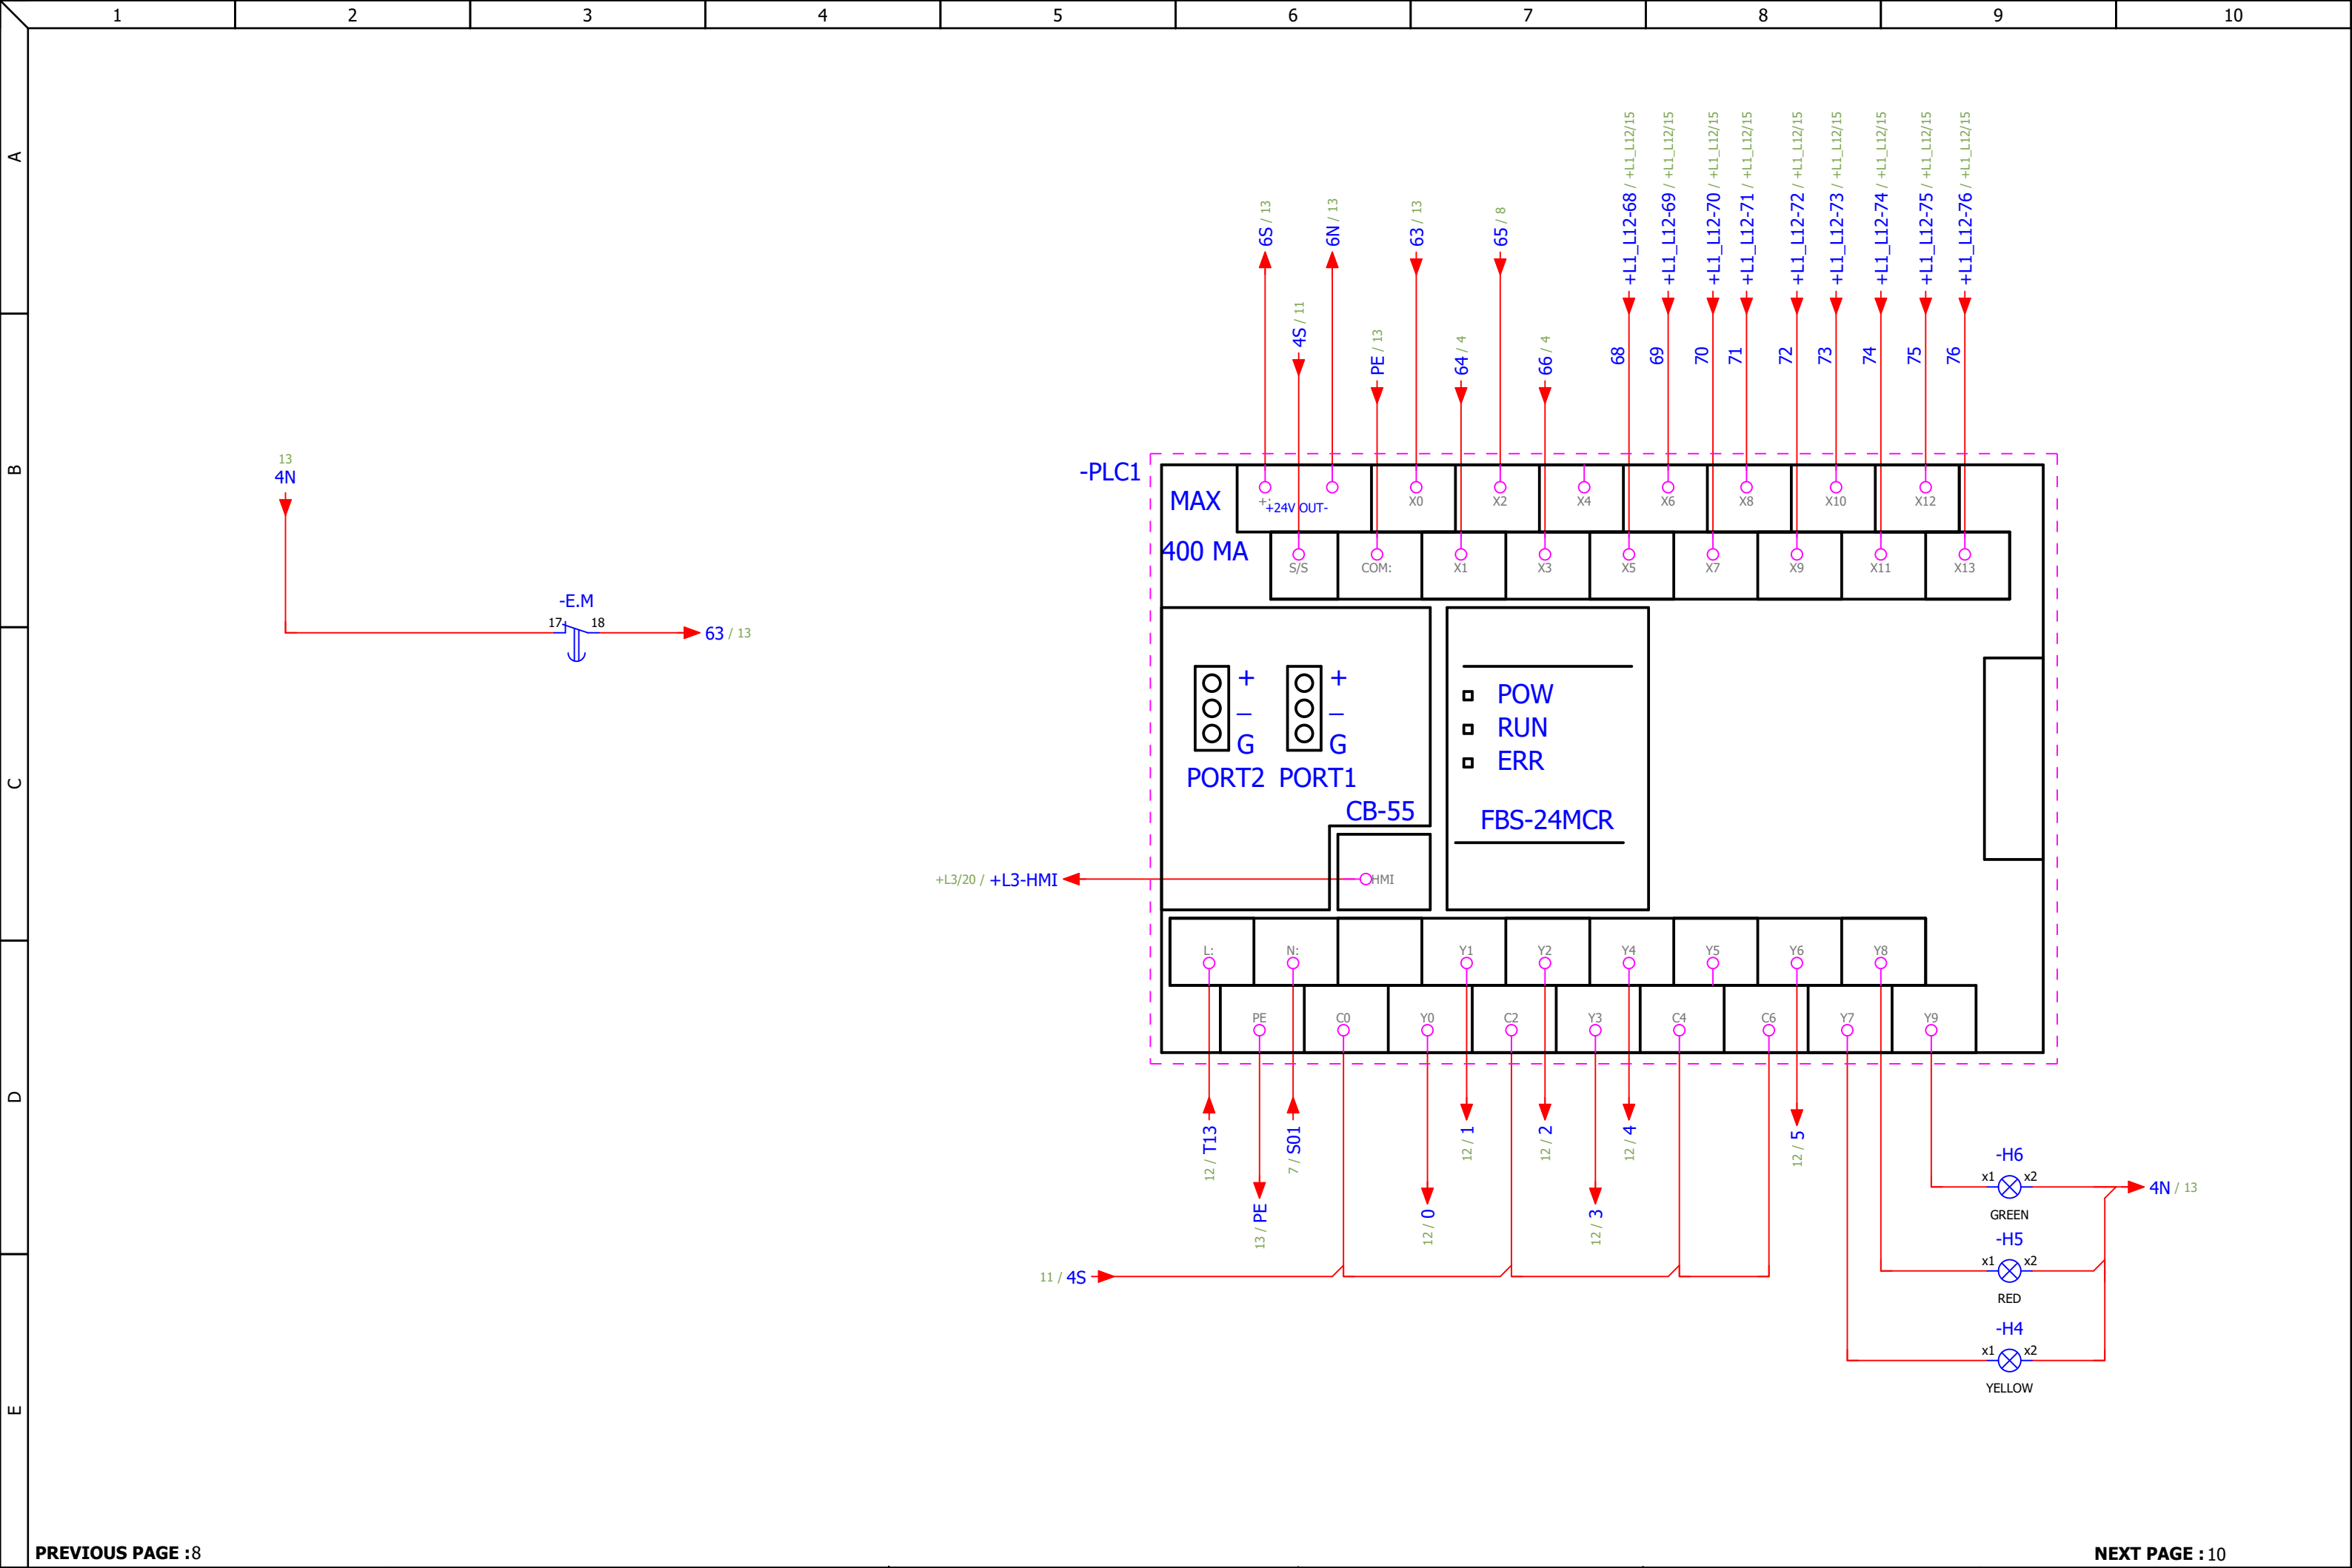 1 2 3 4 5 6 7 8 9 10
A
B
C
D
E
6S / 13
4S / 11
6N / 13
PE / 13
63 / 13
64 / 4
65 / 8
66 / 4
+L1_L12-68 / +L1_L12/15
+L1_L12-69 / +L1_L12/15
+L1_L12-70 / +L1_L12/15
+L1_L12-71 / +L1_L12/15
+L1_L12-72 / +L1_L12/15
+L1_L12-73 / +L1_L12/15
+L1_L12-74 / +L1_L12/15
+L1_L12-75 / +L1_L12/15
+L1_L12-76 / +L1_L12/15
68 69 70 71 72 73 74 75 76
13
4N
-E.M
17 18
63 / 13
-PLC1
MAX
400 MA
+: X0 X2 X4 X6 X8 X10 X12
+24V OUT-
S/S COM: X1 X3 X5 X7 X9 X11 X13
+ +
_ _
G G
PORT2 PORT1
CB-55
POW
RUN
ERR
FBS-24MCR
+L3/20 / +L3-HMI
HMI
L: N: Y1 Y2 Y4 Y5 Y6 Y8
PE C0 Y0 C2 Y3 C4 C6 Y7 Y9
12 / T13
13 / PE
7 / S01
12 / 0
12 / 1
12 / 2
12 / 3
12 / 4
12 / 5
11 / 4S
-H6
x1 x2
GREEN
4N / 13
-H5
x1 x2
RED
-H4
x1 x2
YELLOW
PREVIOUS PAGE :8
NEXT PAGE : 10